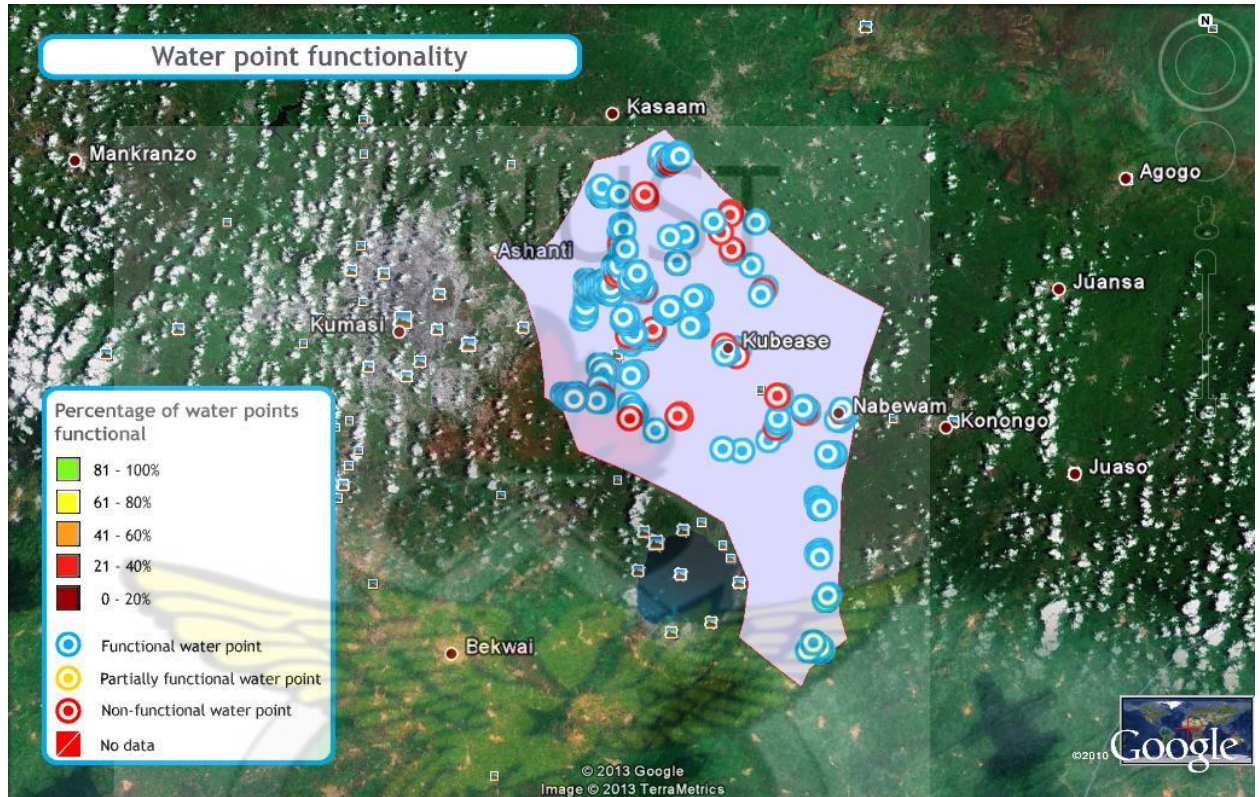 Water point functionality
N
Kasaam
Mankranzo
Agogo
KNUST
Ashanti
Juansa
Kumasi
Kubease
Nabewam
Konongo
Juaso
Percentage of water points
functional
81 - 100%
61 - 80%
41 - 60%
21 - 40%
0 - 20%
Functional water point
Partially functional water point
Non-functional water point
No data
Bekwai
©2010 Google
© 2013 Google
Image © 2013 TerraMetrics